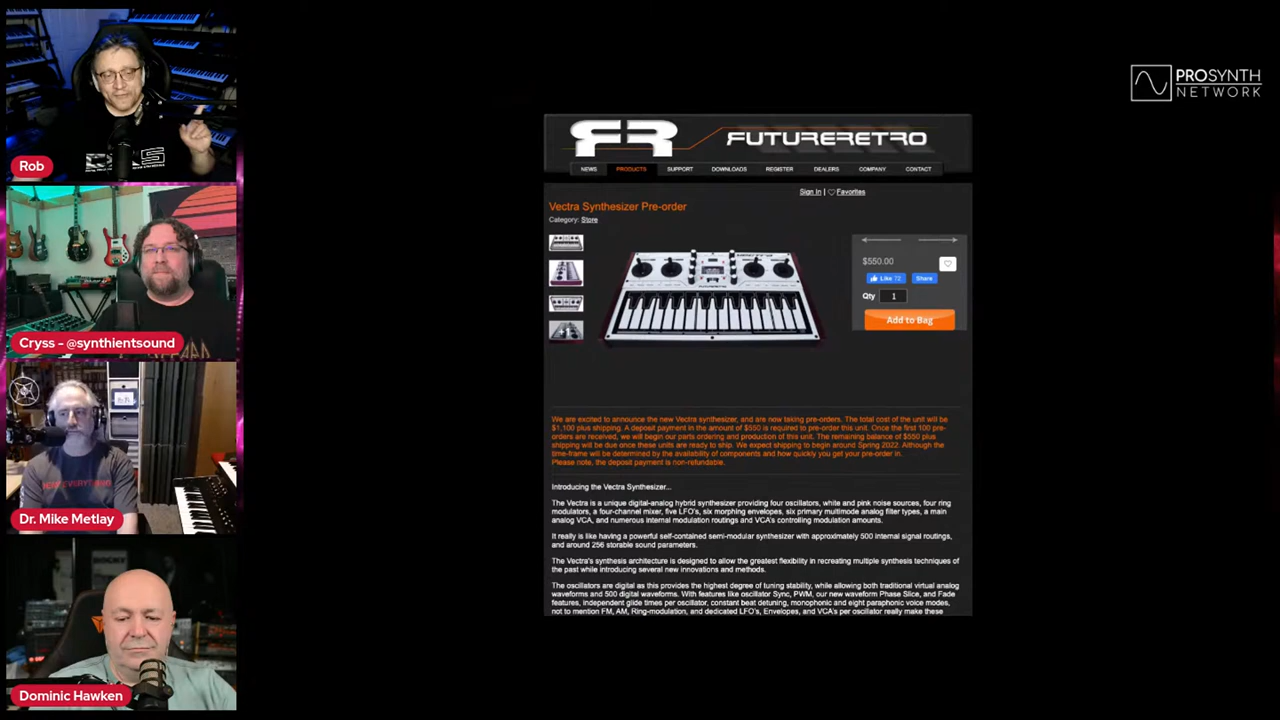 Rob
Cryss - @synthientsound
Dr. Mike Metlay
Dominic Hawken
PROSYNTH
NETWORK
FR FUTURERETRO
NEWS PRODUCTS SUPPORT DOWNLOADS REGISTER DEALERS COMPANY CONTACT
Sign In | Favorites
Vectra Synthesizer Pre-order
Category: Store
$550.00
Like 72 Share
Qty 1
Add to Bag
We are excited to announce the new Vectra synthesizer, and are now taking pre-orders. The total cost of the unit will be
$1,100 plus shipping. A deposit payment in the amount of $550 is required to pre-order this unit. Once the first 100 pre-
orders are received, we will begin our parts ordering and production of this unit. The remaining balance of $550 plus
shipping will be due once these units are ready to ship. We expect shipping to begin around Spring 2022. Although the
time-frame will be determined by the availability of components and how quickly you get your pre-order in.
Please note, the deposit payment is non-refundable.
Introducing the Vectra Synthesizer...
The Vectra is a unique digital-analog hybrid synthesizer providing four oscillators, white and pink noise sources, four ring
modulators, a four-channel mixer, five LFO's, six morphing envelopes, six primary multimode analog filter types, a main
analog VCA, and numerous internal modulation routings and VCA's controlling modulation amounts.
It really is like having a powerful self-contained semi-modular synthesizer with approximately 500 internal signal routings,
and around 256 storable sound parameters.
The Vectra's synthesis architecture is designed to allow the greatest flexibility in recreating multiple synthesis techniques of
the past while introducing several new innovations and methods.
The oscillators are digital as this provides the highest degree of tuning stability, while allowing both traditional virtual analog
waveforms and 500 digital waveforms. With features like oscillator Sync, PWM, our new waveform Phase Slice, and Fade
features, independent glide times per oscillator, constant beat detuning, monophonic and eight paraphonic voice modes,
not to mention FM, AM, Ring-modulation, and dedicated LFO's, Envelopes, and VCA's per oscillator really make these